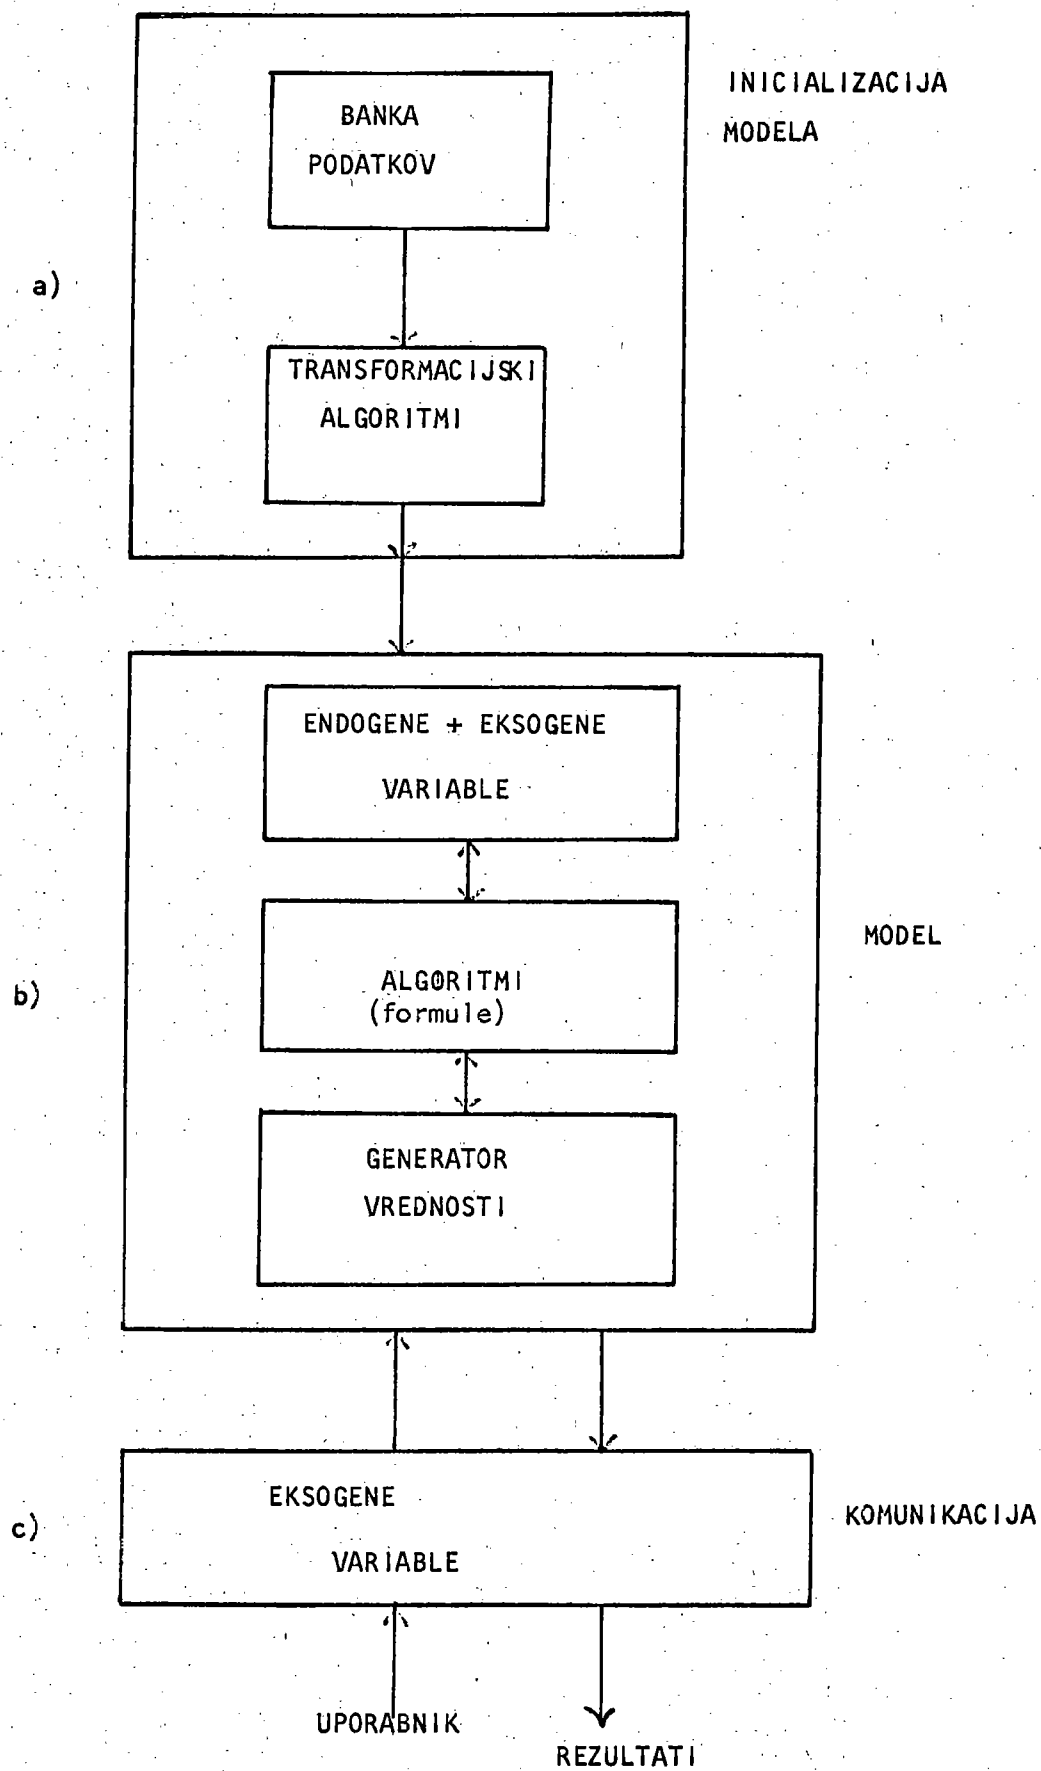 INICIALIZACIJA
MODELA
BANKA
PODATKOV
a)
TRANSFORMACIJSKI
ALGORITMI
ENDOGENE + EKSOGENE
VARIABLE
MODEL
b)
ALGORITMI
(formule)
GENERATOR
VREDNOSTI
EKSOGENE
KOMUNIKACIJA
c)
VARIABLE
UPORABNIK
REZULTATI